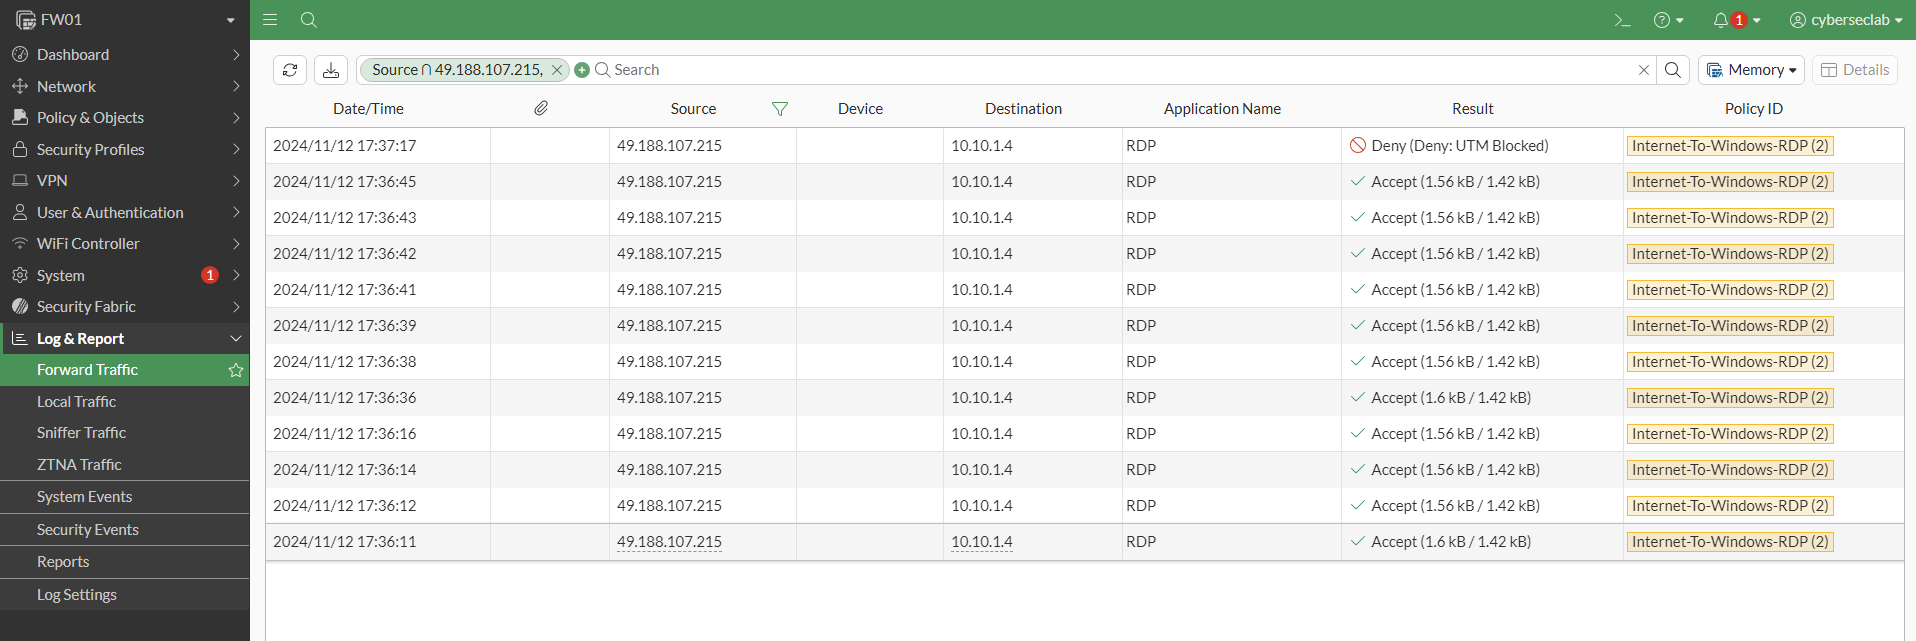 FW01
cyberseclab
1
Dashboard
Network
Policy & Objects
Security Profiles
VPN
User & Authentication
WiFi Controller
System 1
Security Fabric
Log & Report
Forward Traffic
Local Traffic
Sniffer Traffic
ZTNA Traffic
System Events
Security Events
Reports
Log Settings
Source ∩ 49.188.107.215, Search Memory Details
Date/Time Source Device Destination Application Name Result Policy ID
2024/11/12 17:37:17 49.188.107.215 10.10.1.4 RDP Deny (Deny: UTM Blocked) Internet-To-Windows-RDP (2)
2024/11/12 17:36:45 49.188.107.215 10.10.1.4 RDP Accept (1.56 kB / 1.42 kB) Internet-To-Windows-RDP (2)
2024/11/12 17:36:43 49.188.107.215 10.10.1.4 RDP Accept (1.56 kB / 1.42 kB) Internet-To-Windows-RDP (2)
2024/11/12 17:36:42 49.188.107.215 10.10.1.4 RDP Accept (1.56 kB / 1.42 kB) Internet-To-Windows-RDP (2)
2024/11/12 17:36:41 49.188.107.215 10.10.1.4 RDP Accept (1.56 kB / 1.42 kB) Internet-To-Windows-RDP (2)
2024/11/12 17:36:39 49.188.107.215 10.10.1.4 RDP Accept (1.56 kB / 1.42 kB) Internet-To-Windows-RDP (2)
2024/11/12 17:36:38 49.188.107.215 10.10.1.4 RDP Accept (1.56 kB / 1.42 kB) Internet-To-Windows-RDP (2)
2024/11/12 17:36:36 49.188.107.215 10.10.1.4 RDP Accept (1.6 kB / 1.42 kB) Internet-To-Windows-RDP (2)
2024/11/12 17:36:16 49.188.107.215 10.10.1.4 RDP Accept (1.56 kB / 1.42 kB) Internet-To-Windows-RDP (2)
2024/11/12 17:36:14 49.188.107.215 10.10.1.4 RDP Accept (1.56 kB / 1.42 kB) Internet-To-Windows-RDP (2)
2024/11/12 17:36:12 49.188.107.215 10.10.1.4 RDP Accept (1.56 kB / 1.42 kB) Internet-To-Windows-RDP (2)
2024/11/12 17:36:11 49.188.107.215 10.10.1.4 RDP Accept (1.6 kB / 1.42 kB) Internet-To-Windows-RDP (2)